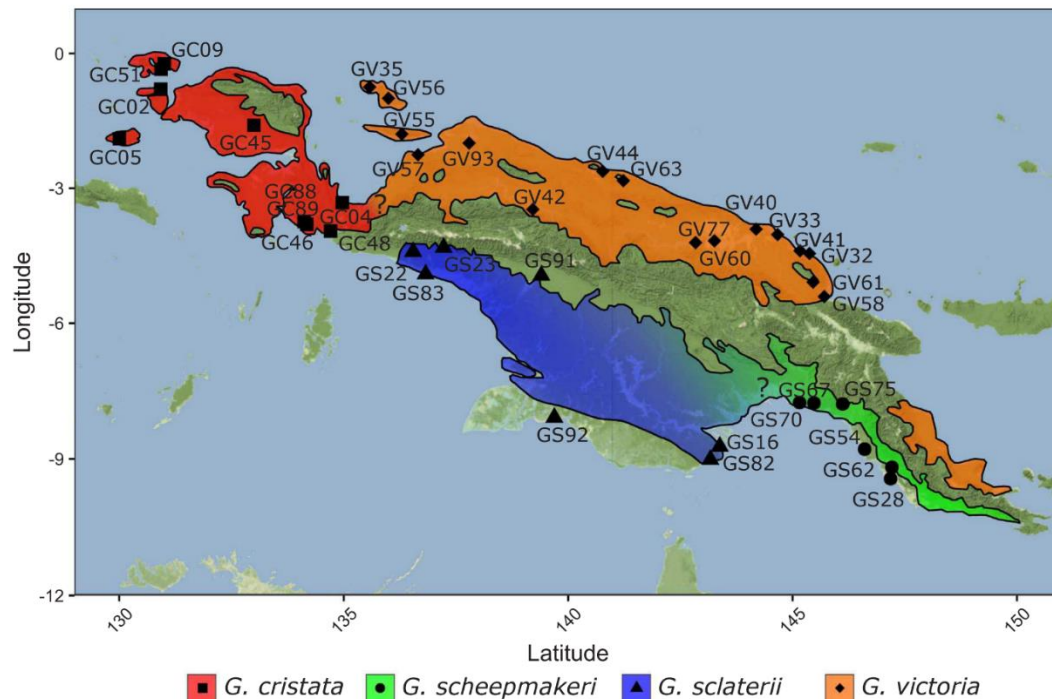 0
-3
-6
-9
-12
Longitude
GC09
GC51
GC02
GC05
GC45
GC88
GC89
GC04
GC46
GC48
GV35
GV56
GV55
GV57
GV93
GV42
GV44
GV63
GV40
GV33
GV77
GV41
GV60
GV32
GV61
GV58
?
GS22
GS23
GS91
GS83
?
GS67
GS75
GS70
GS92
GS16
GS54
GS82
GS62
GS28
130
135
140
145
150
Latitude
G. cristata
G. scheepmakeri
G. sclaterii
G. victoria